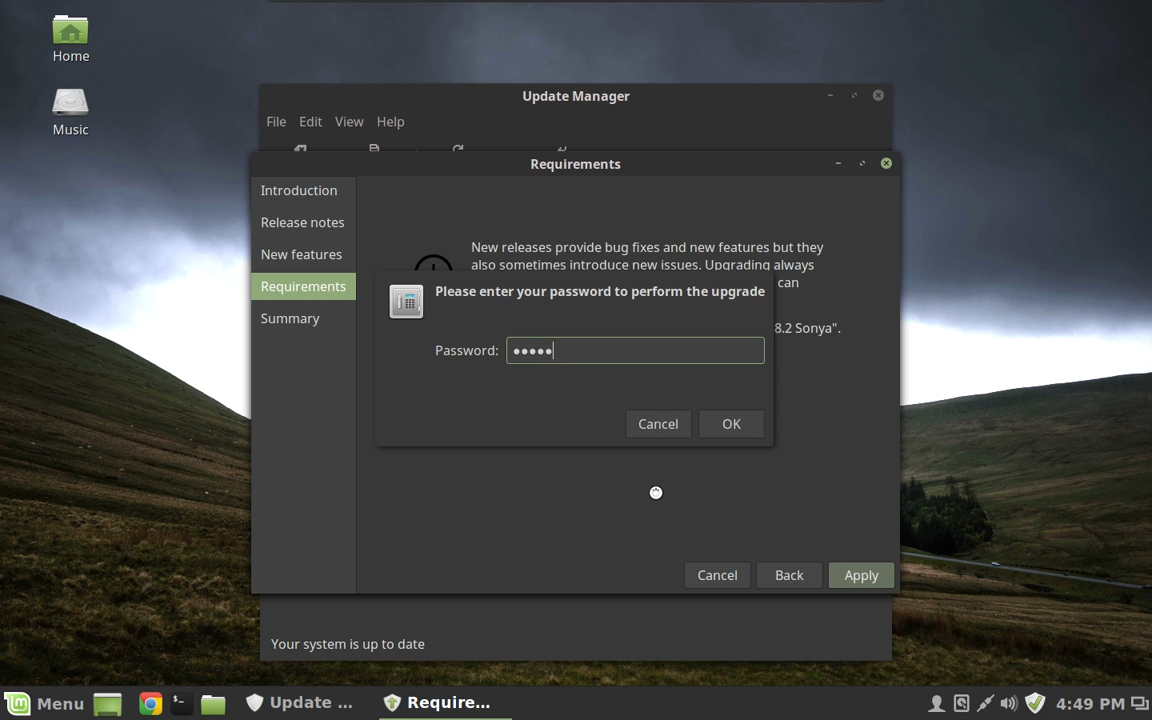 Home
Music
Update Manager
File Edit View Help
Requirements
Introduction
Release notes
New features
Requirements
Summary
New releases provide bug fixes and new features but they
also sometimes introduce new issues. Upgrading always
can
8.2 Sonya".
Please enter your password to perform the upgrade
Password:
Cancel OK
Cancel Back Apply
Your system is up to date
Menu Update ... Require... 4:49 PM